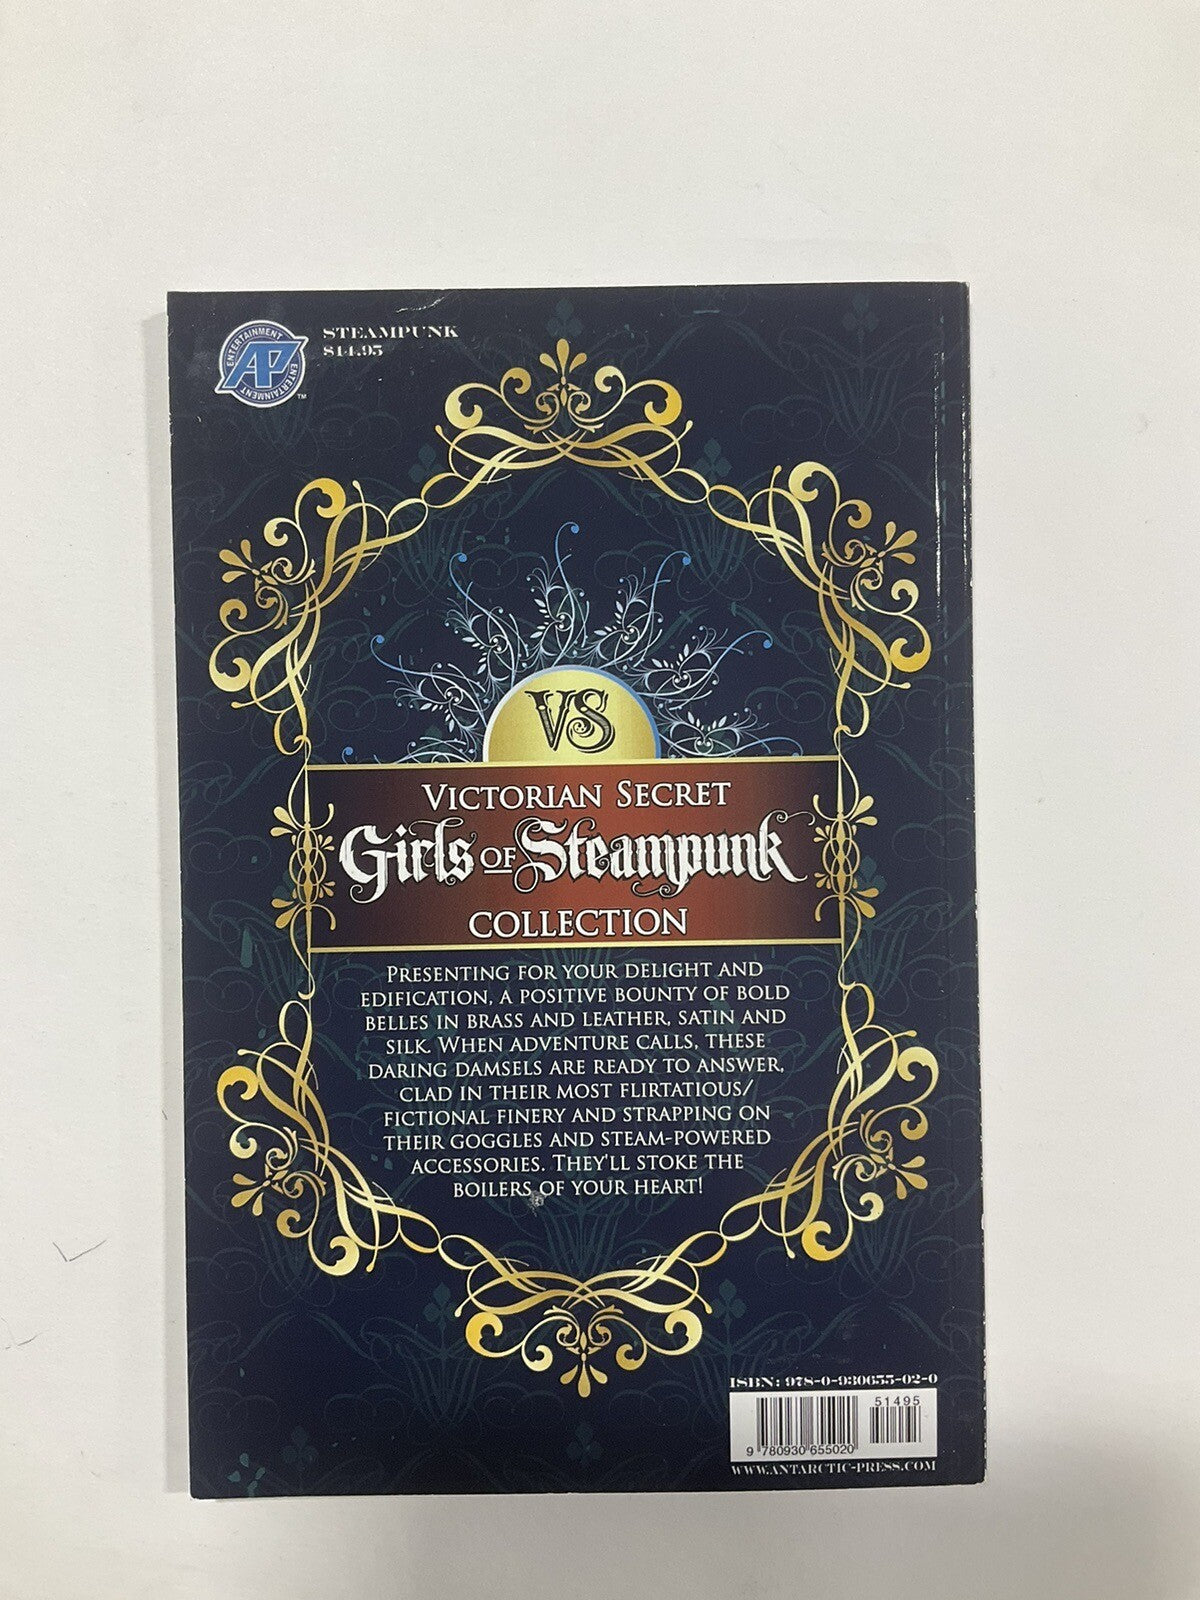 STEAMPUNK
$14.95
ENTERTAINMENT
AP
ENTERTAINMENT
ENTERTAINMENT
TM
VS
VICTORIAN SECRET
Girls OF Steampunk
COLLECTION
PRESENTING FOR YOUR DELIGHT AND
EDIFICATION, A POSITIVE BOUNTY OF BOLD
BELLES IN BRASS AND LEATHER, SATIN AND
SILK. WHEN ADVENTURE CALLS, THESE
DARING DAMSELS ARE READY TO ANSWER,
CLAD IN THEIR MOST FLIRTATIOUS/
FICTIONAL FINERY AND STRAPPING ON
THEIR GOGGLES AND STEAM-POWERED
ACCESSORIES. THEY'LL STOKE THE
BOILERS OF YOUR HEART!
ISBN: 978-0-930655-02-0
51495
9 780930 655020
WWW.ANTARCTIC-PRESS.COM